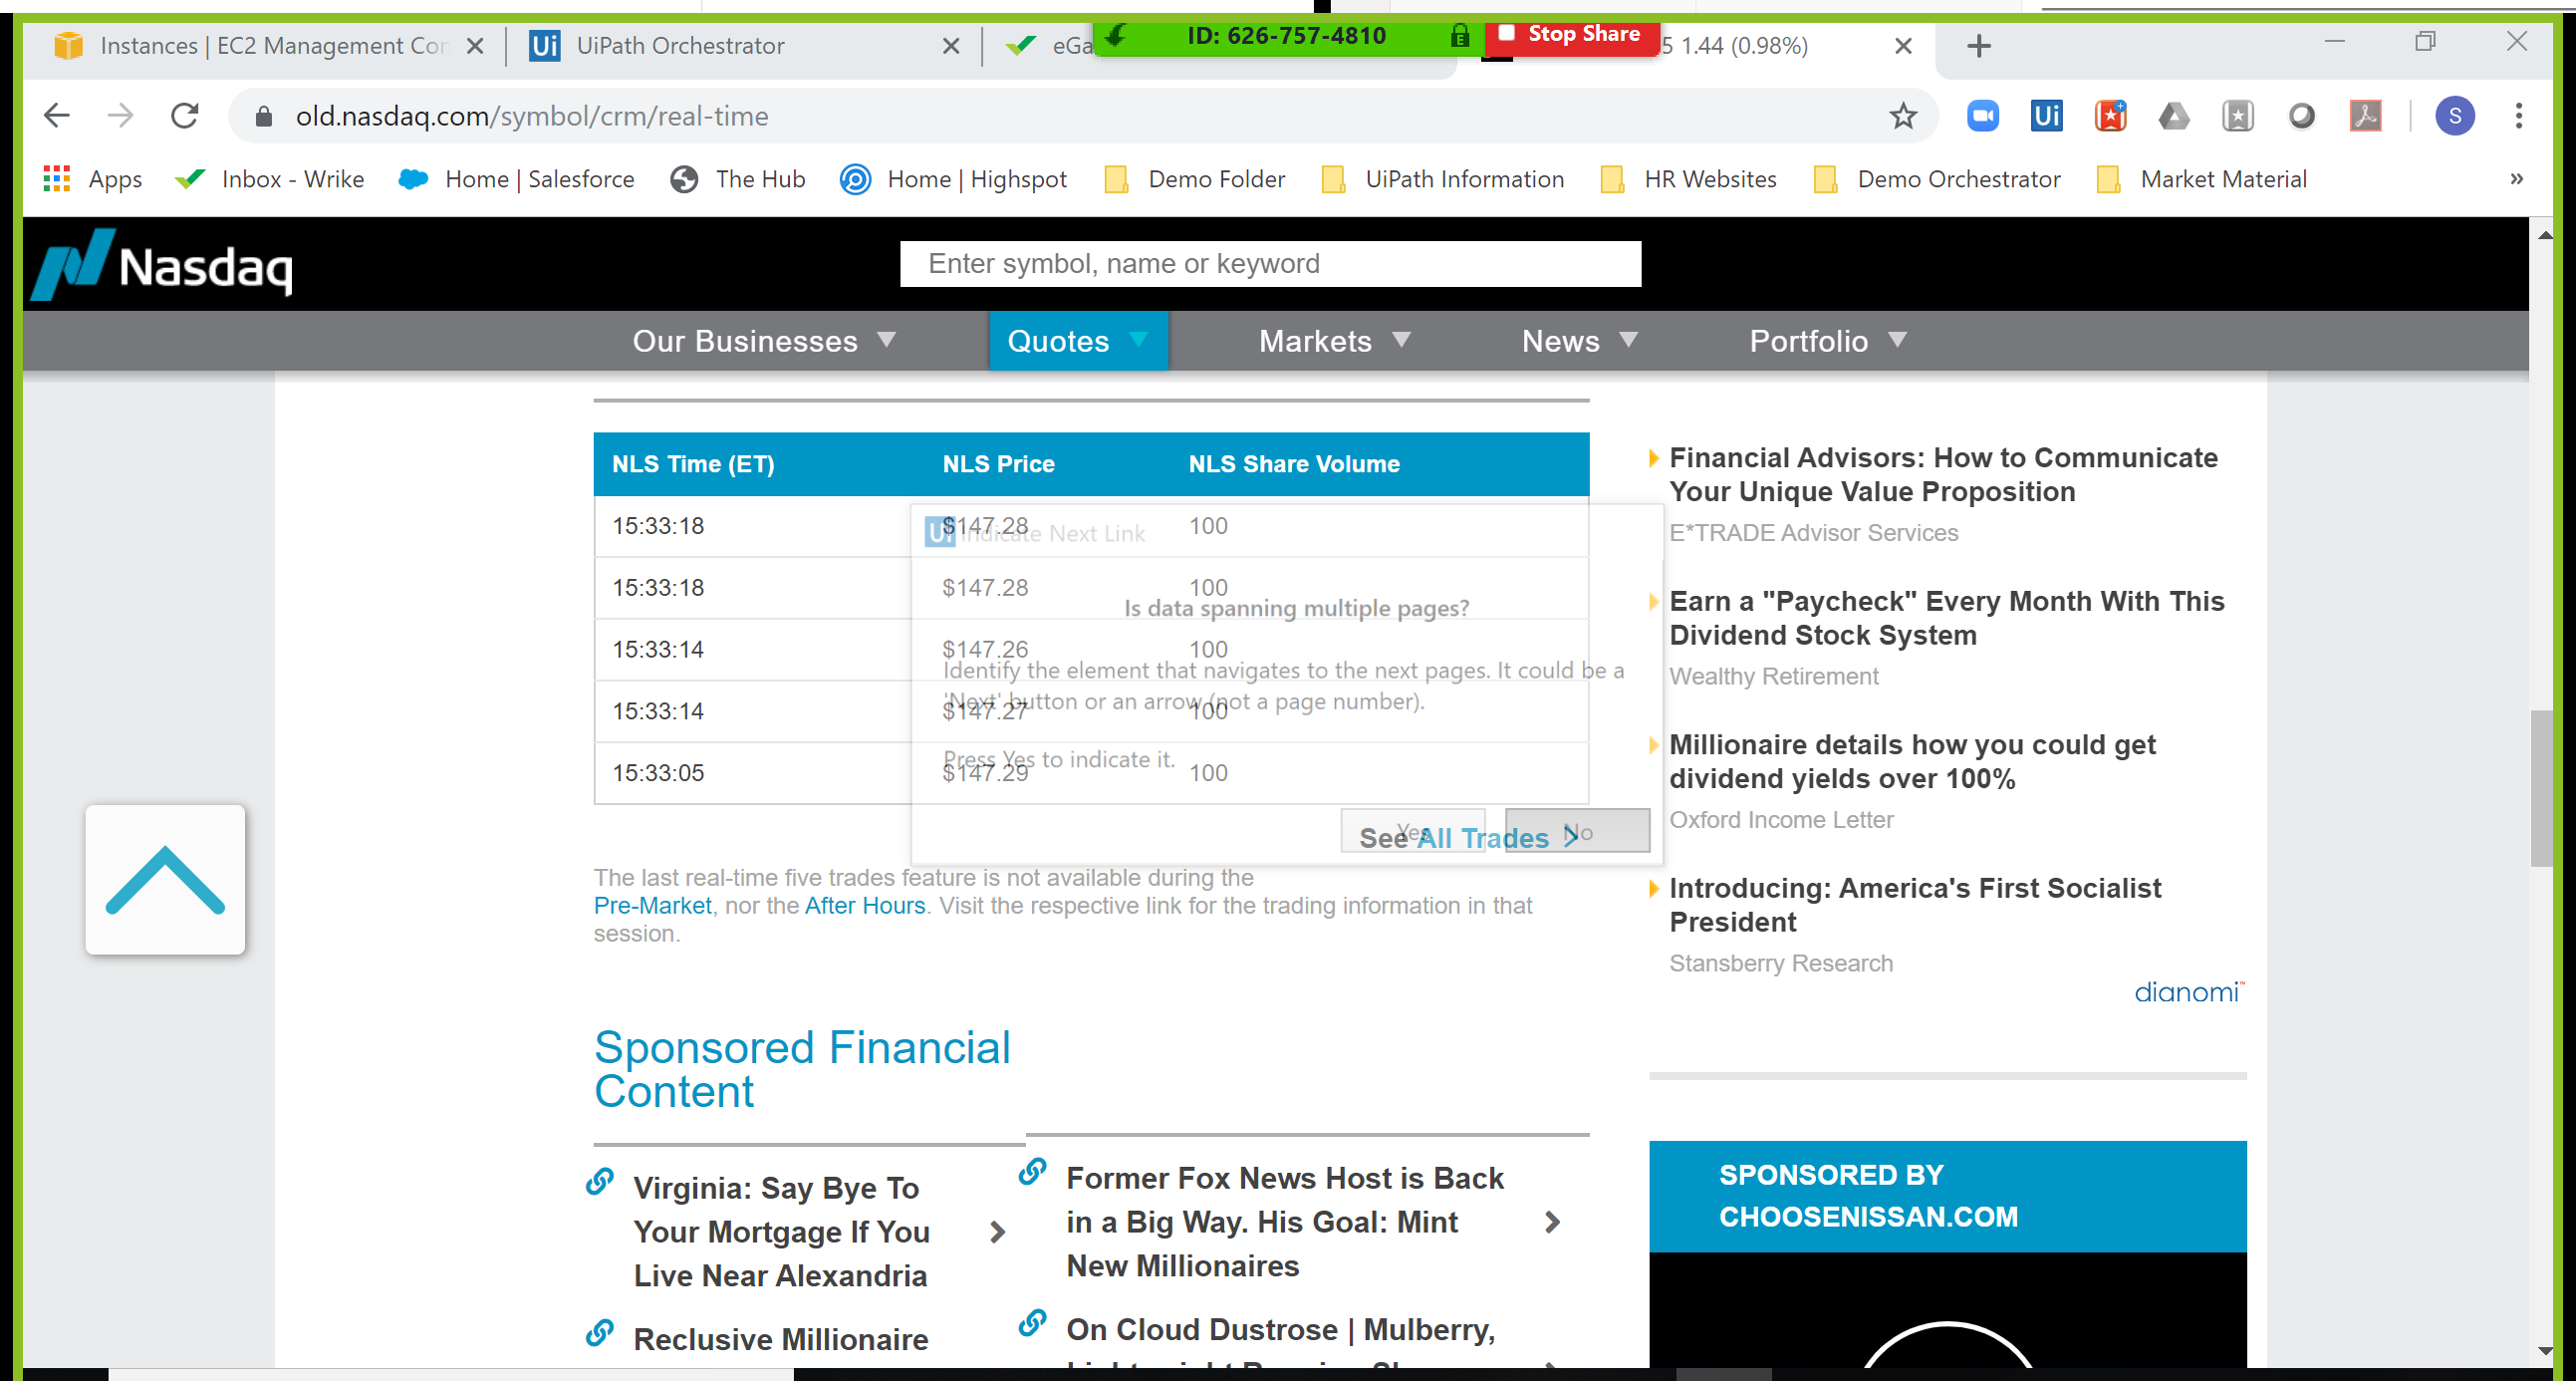 Instances | EC2 Management Con
UiPath Orchestrator
eGa
ID: 626-757-4810
Stop Share
5 1.44 (0.98%)
old.nasdaq.com/symbol/crm/real-time
Ui
S
Apps
Inbox - Wrike
Home | Salesforce
The Hub
Home | Highspot
Demo Folder
UiPath Information
HR Websites
Demo Orchestrator
Market Material
»
Nasdaq
Enter symbol, name or keyword
Our Businesses
Quotes
Markets
News
Portfolio
NLS Time (ET) NLS Price NLS Share Volume
15:33:18 $147.28 100
15:33:18 $147.28 100
15:33:14 $147.26 100
15:33:14 $147.27 100
15:33:05 $147.29 100
Ui Indicate Next Link
Is data spanning multiple pages?
Identify the element that navigates to the next pages. It could be a
'Next' button or an arrow (not a page number).
Press Yes to indicate it.
Yes
No
See All Trades
The last real-time five trades feature is not available during the
Pre-Market, nor the After Hours. Visit the respective link for the trading information in that
session.
Financial Advisors: How to Communicate
Your Unique Value Proposition
E*TRADE Advisor Services
Earn a "Paycheck" Every Month With This
Dividend Stock System
Wealthy Retirement
Millionaire details how you could get
dividend yields over 100%
Oxford Income Letter
Introducing: America's First Socialist
President
Stansberry Research
dianomi™
Sponsored Financial
Content
Virginia: Say Bye To
Your Mortgage If You
Live Near Alexandria
Reclusive Millionaire
Former Fox News Host is Back
in a Big Way. His Goal: Mint
New Millionaires
On Cloud Dustrose | Mulberry,
SPONSORED BY
CHOOSENISSAN.COM